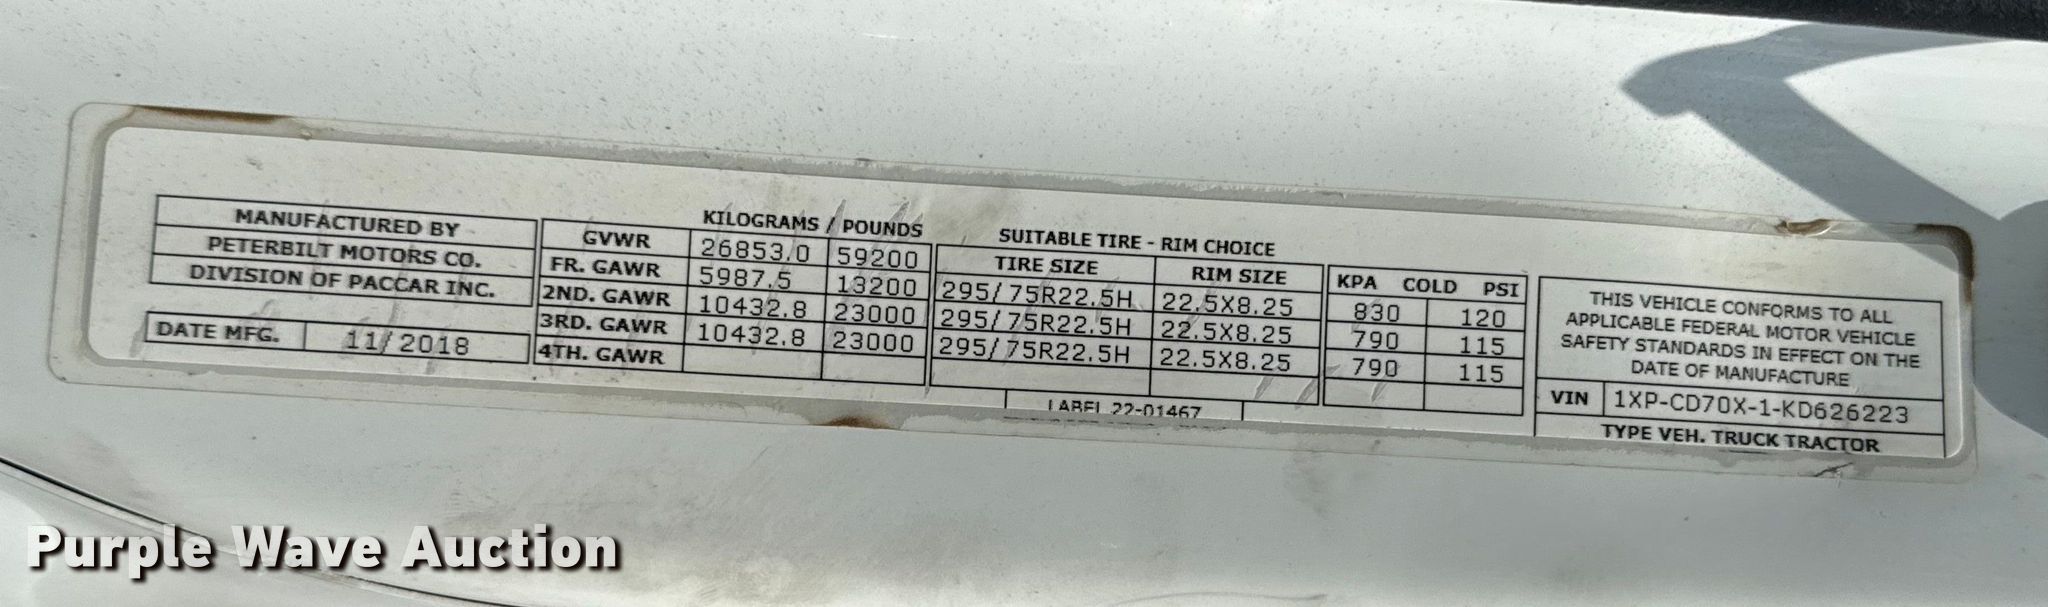 MANUFACTURED BY
PETERBILT MOTORS CO.
DIVISION OF PACCAR INC.
DATE MFG. 11/2018
KILOGRAMS / POUNDS
GVWR 26853.0 59200
FR. GAWR 5987.5 13200
2ND. GAWR 10432.8 23000
3RD. GAWR 10432.8 23000
4TH. GAWR
SUITABLE TIRE - RIM CHOICE
TIRE SIZE RIM SIZE
295/75R22.5H 22.5X8.25
295/75R22.5H 22.5X8.25
295/75R22.5H 22.5X8.25
KPA COLD PSI
830 120
790 115
790 115
LABEL 22-01467
THIS VEHICLE CONFORMS TO ALL
APPLICABLE FEDERAL MOTOR VEHICLE
SAFETY STANDARDS IN EFFECT ON THE
DATE OF MANUFACTURE
VIN 1XP-CD70X-1-KD626223
TYPE VEH. TRUCK TRACTOR
Purple Wave Auction